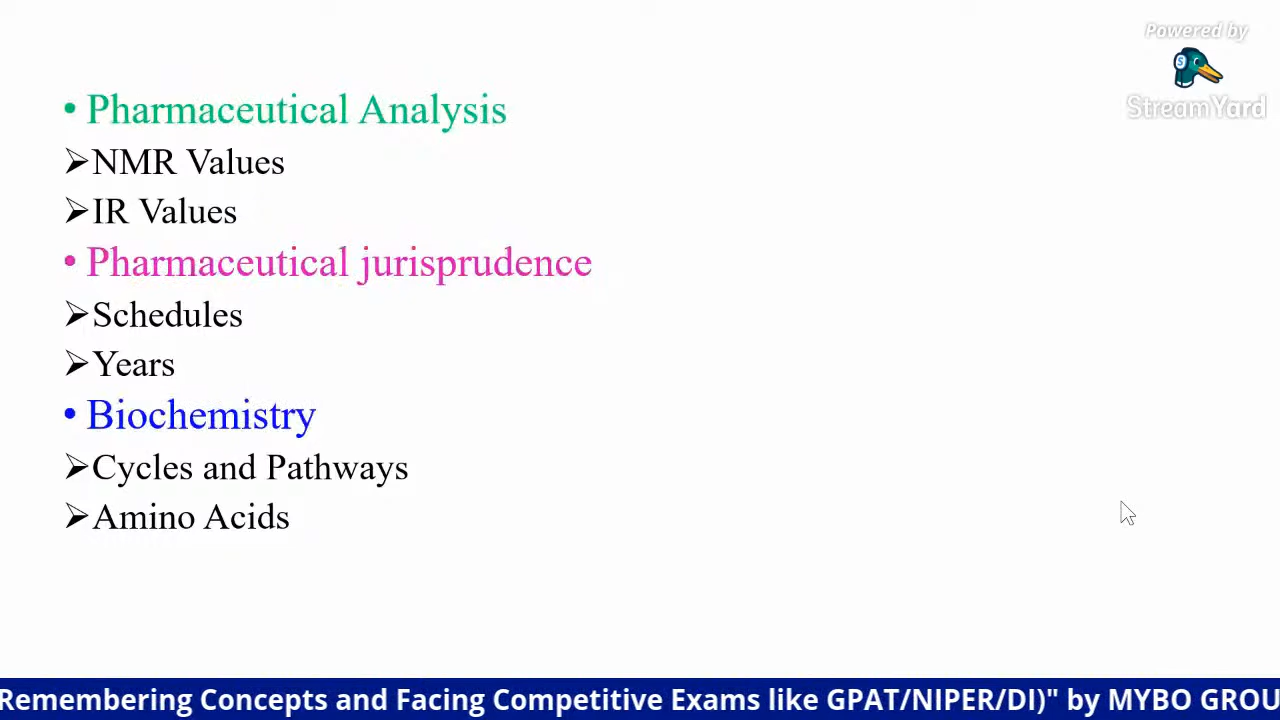 Powered by
StreamYard
• Pharmaceutical Analysis
➢NMR Values
➢IR Values
• Pharmaceutical jurisprudence
➢Schedules
➢Years
• Biochemistry
➢Cycles and Pathways
➢Amino Acids
Remembering Concepts and Facing Competitive Exams like GPAT/NIPER/DI)" by MYBO GROU